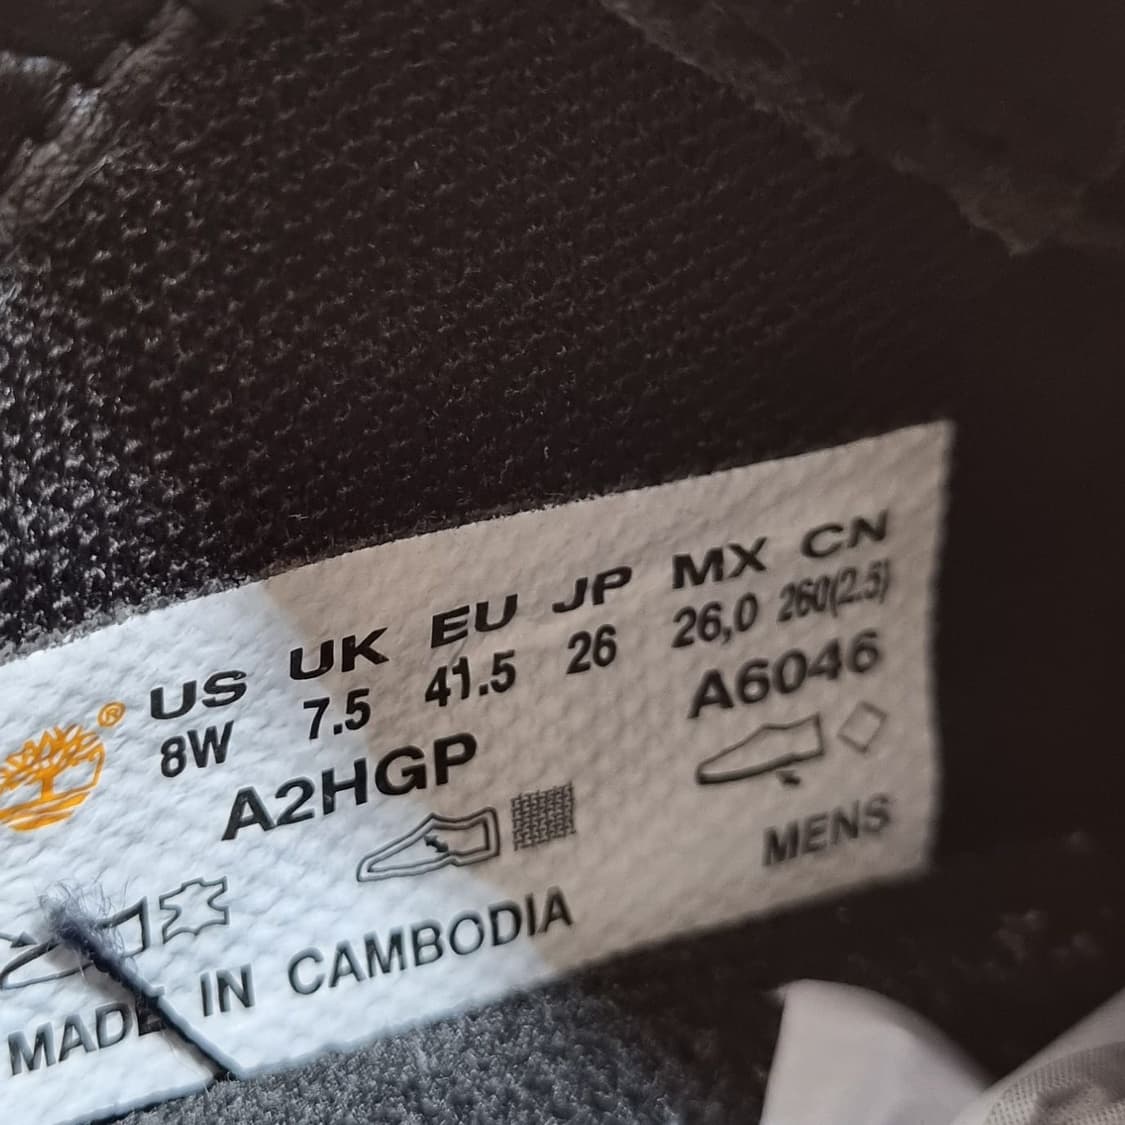 US UK EU JP MX CN
8W 7.5 41.5 26 26,0 260(2.5)
A2HGP A6046
MENS
MADE IN CAMBODIA
®